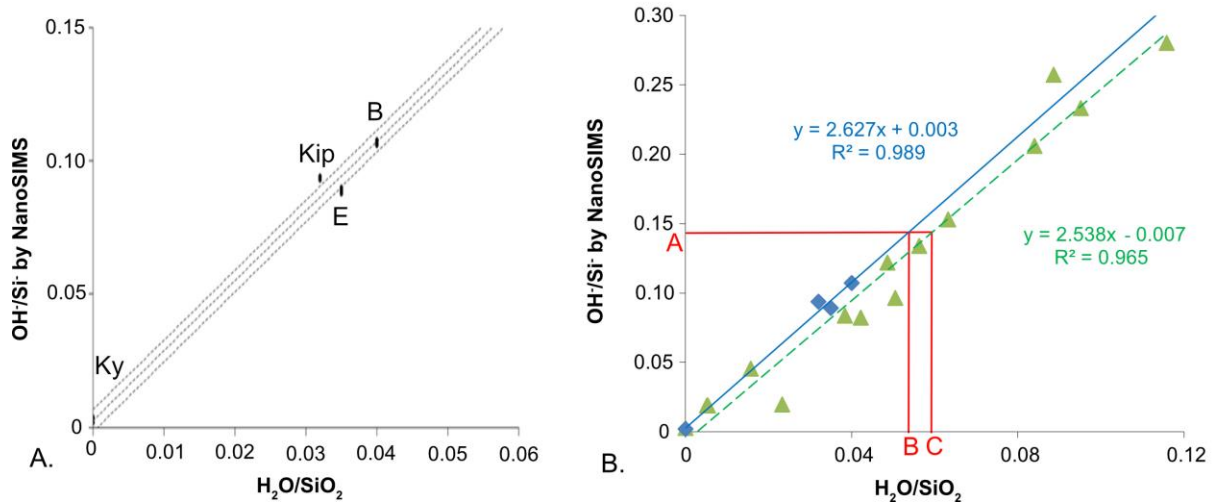 0.15
0.10
0.05
0
OH⁻/Si⁻ by NanoSIMS
Ky
Kip
B
E
0 0.01 0.02 0.03 0.04 0.05 0.06
H₂O/SiO₂
A.
0.30
0.25
0.20
0.15
0.10
0.05
0
OH⁻/Si⁻ by NanoSIMS
y = 2.627x + 0.003
R² = 0.989
A
y = 2.538x - 0.007
R² = 0.965
B C
0 0.04 0.08 0.12
H₂O/SiO₂
B.